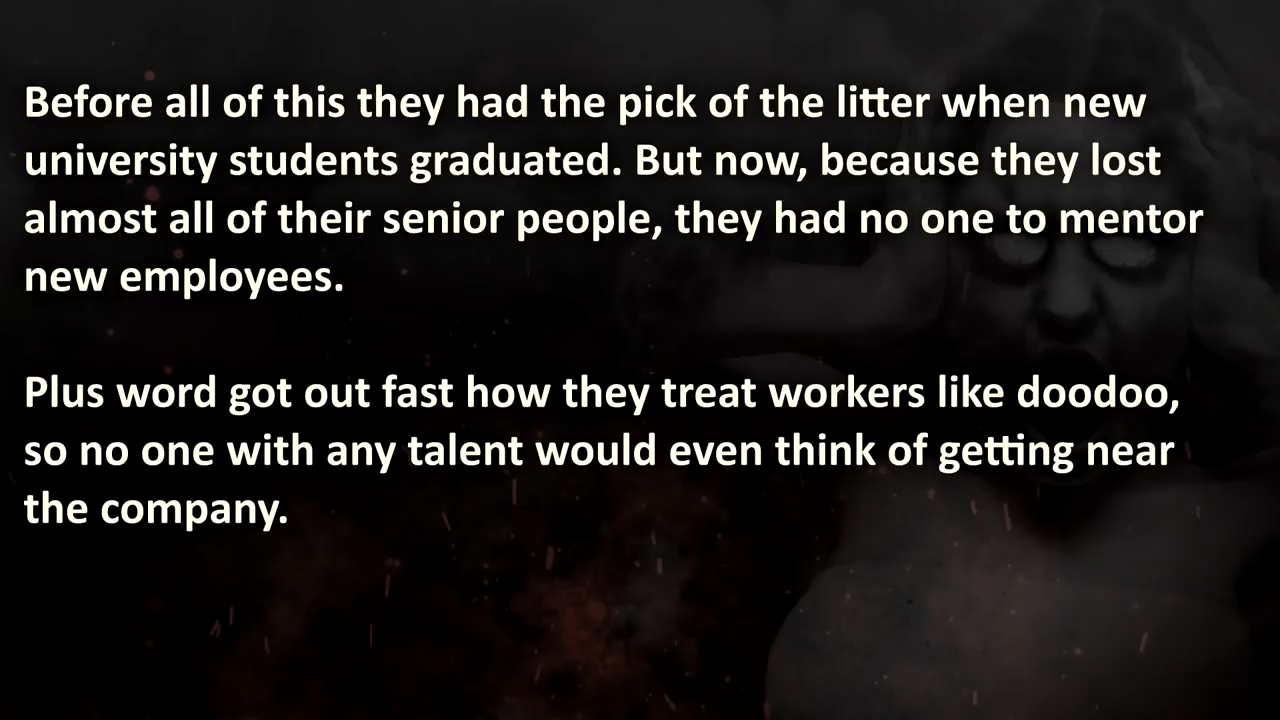 Before all of this they had the pick of the litter when new
university students graduated. But now, because they lost
almost all of their senior people, they had no one to mentor
new employees.
Plus word got out fast how they treat workers like doodoo,
so no one with any talent would even think of getting near
the company.